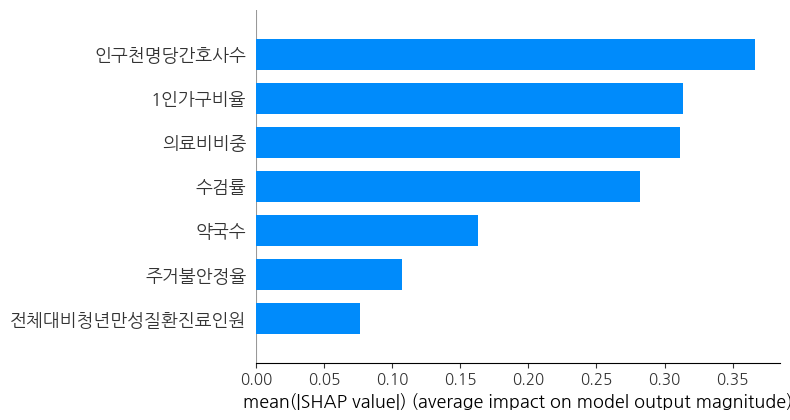 인구천명당간호사수
1인가구비율
의료비비중
수검률
약국수
주거불안정율
전체대비청년만성질환진료인원
0.00 0.05 0.10 0.15 0.20 0.25 0.30 0.35
mean(|SHAP value|) (average impact on model output magnitude)